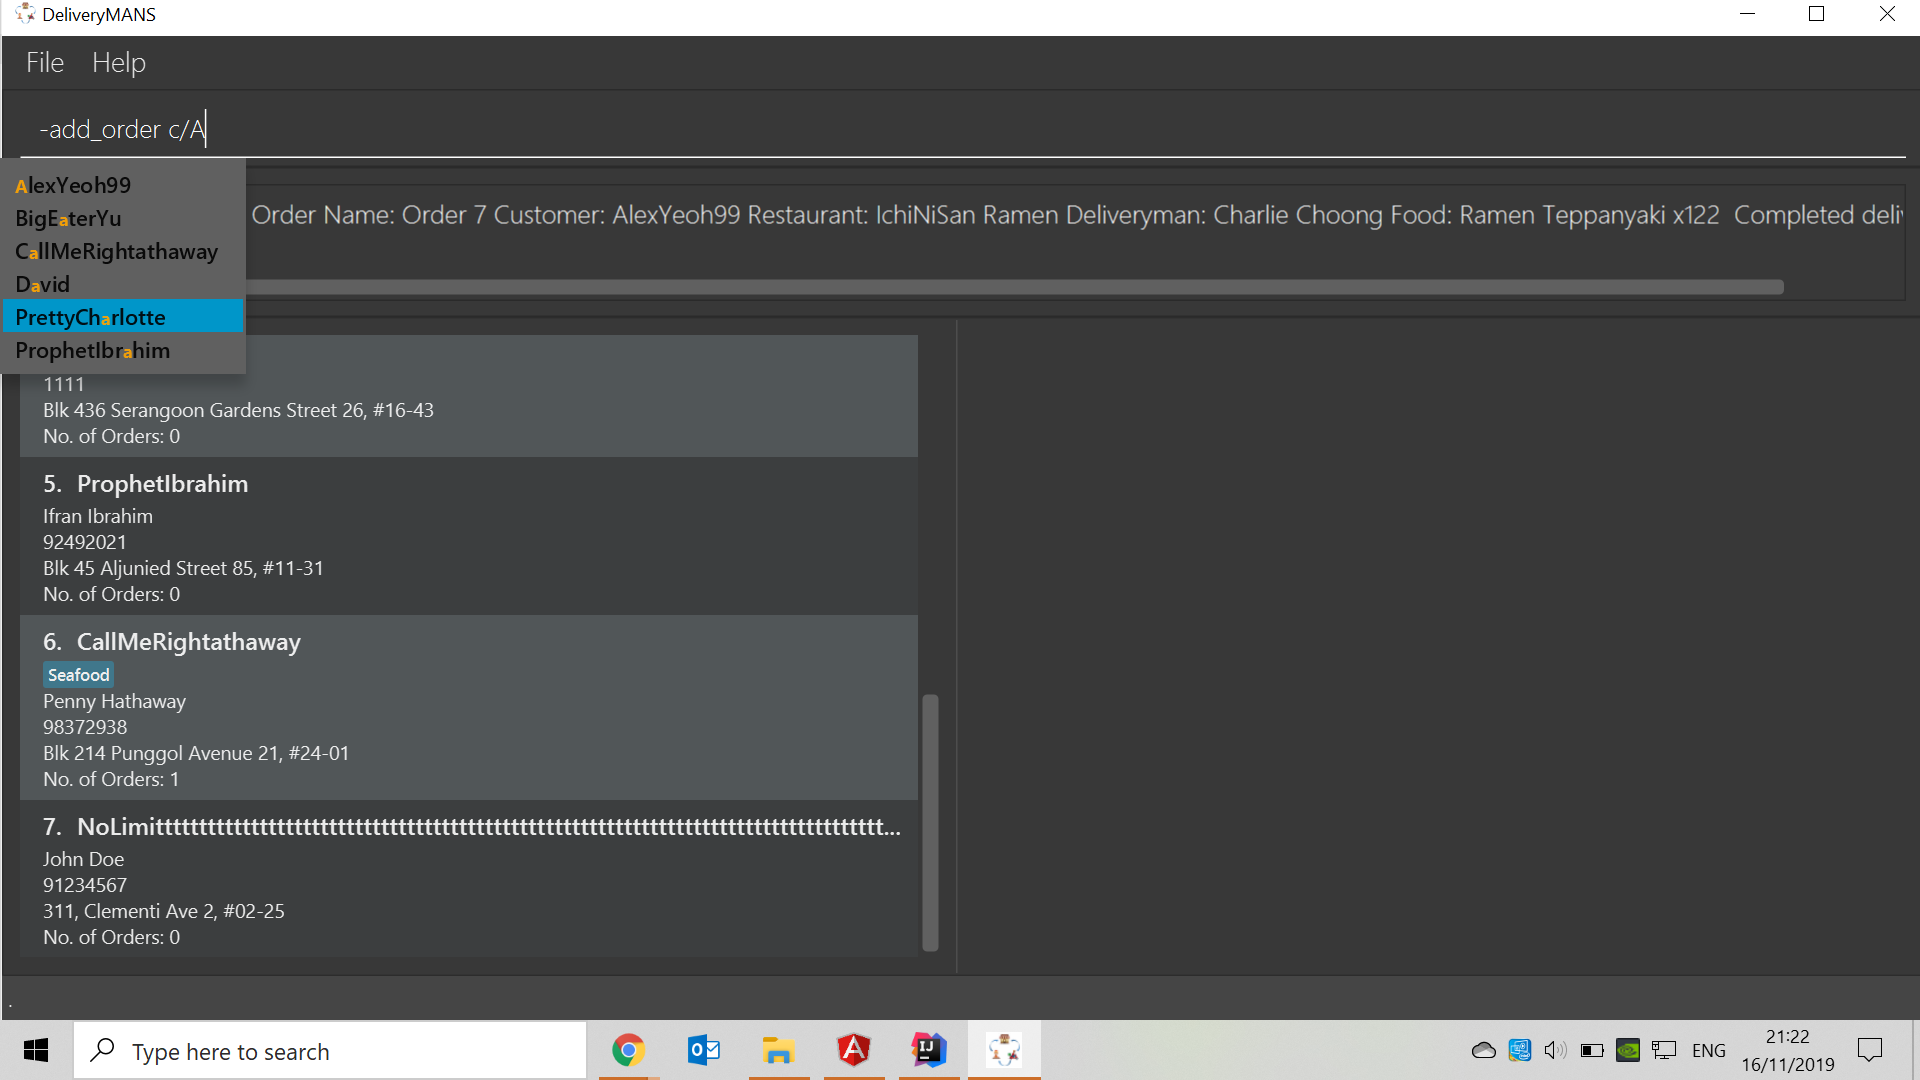 DeliveryMANS
File Help
-add_order c/A
AlexYeoh99
BigEaterYu
CallMeRightathaway
David
PrettyCharlotte
ProphetIbrahim
Order Name: Order 7 Customer: AlexYeoh99 Restaurant: IchiNiSan Ramen Deliveryman: Charlie Choong Food: Ramen Teppanyaki x122 Completed deliv
1111
Blk 436 Serangoon Gardens Street 26, #16-43
No. of Orders: 0
5. ProphetIbrahim
Ifran Ibrahim
92492021
Blk 45 Aljunied Street 85, #11-31
No. of Orders: 0
6. CallMeRightathaway
Seafood
Penny Hathaway
98372938
Blk 214 Punggol Avenue 21, #24-01
No. of Orders: 1
7. NoLimitttttttttttttttttttttttttttttttttttttttttttttttttttttttttttttttttttttttttttttttttttttt...
John Doe
91234567
311, Clementi Ave 2, #02-25
No. of Orders: 0
.
Type here to search
ENG
21:22
16/11/2019